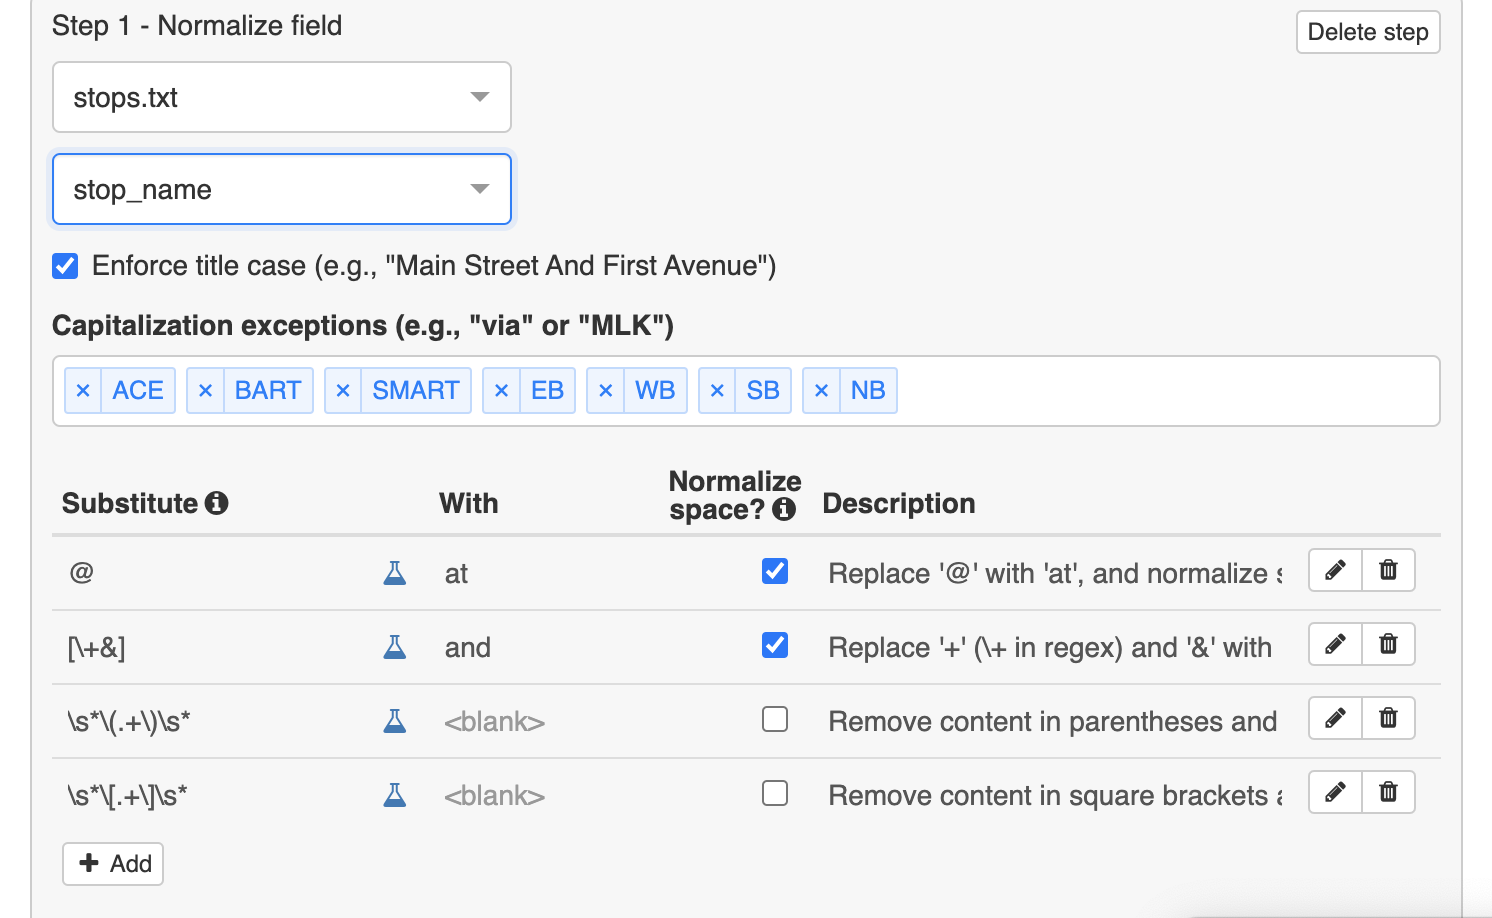 Step 1 - Normalize field
Delete step
stops.txt
stop_name
Enforce title case (e.g., "Main Street And First Avenue")
Capitalization exceptions (e.g., "via" or "MLK")
× ACE × BART × SMART × EB × WB × SB × NB
Substitute With Normalize space? Description
@ at Replace '@' with 'at', and normalize
[\+&] and Replace '+' (\+ in regex) and '&' with
\s*\(.+\)\s* <blank> Remove content in parentheses and
\s*\[.+\]\s* <blank> Remove content in square brackets
+ Add